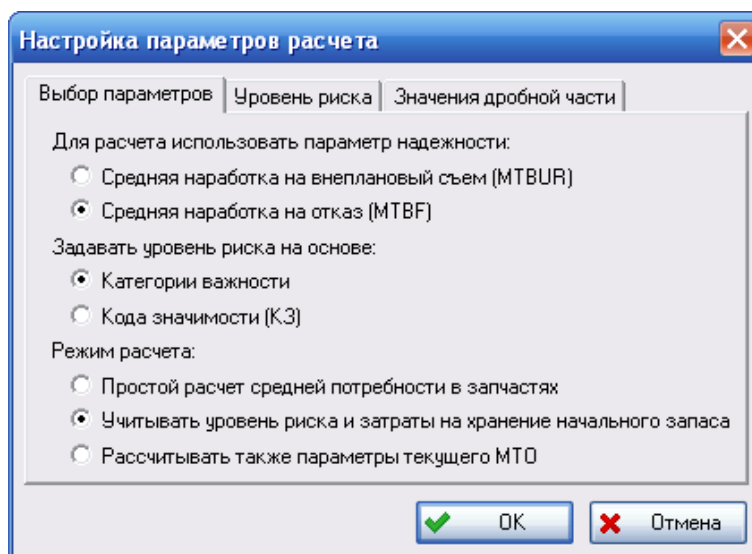 Настройка параметров расчета
Выбор параметров Уровень риска Значения дробной части
Для расчета использовать параметр надежности:
Средняя наработка на внеплановый съем (MTBUR)
Средняя наработка на отказ (MTBF)
Задавать уровень риска на основе:
Категории важности
Кода значимости (КЗ)
Режим расчета:
Простой расчет средней потребности в запчастях
Учитывать уровень риска и затраты на хранение начального запаса
Рассчитывать также параметры текущего МТО
OK Отмена